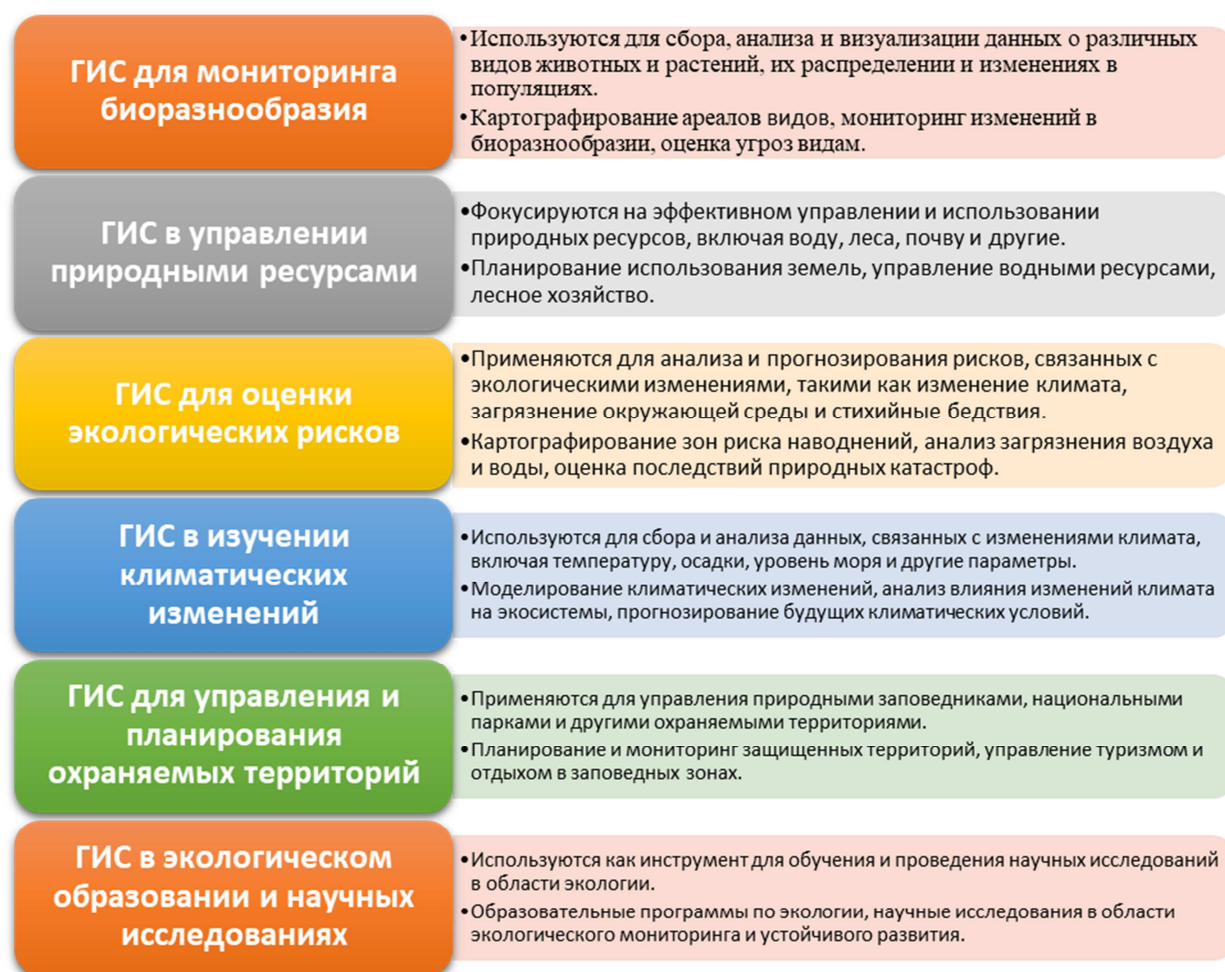 ГИС для мониторинга
биоразнообразия
•Используются для сбора, анализа и визуализации данных о различных
видов животных и растений, их распределении и изменениях в
популяциях.
•Картографирование ареалов видов, мониторинг изменений в
биоразнообразии, оценка угроз видам.
ГИС в управлении
природными ресурсами
•Фокусируются на эффективном управлении и использовании
природных ресурсов, включая воду, леса, почву и другие.
•Планирование использования земель, управление водными ресурсами,
лесное хозяйство.
ГИС для оценки
экологических рисков
•Применяются для анализа и прогнозирования рисков, связанных с
экологическими изменениями, такими как изменение климата,
загрязнение окружающей среды и стихийные бедствия.
•Картографирование зон риска наводнений, анализ загрязнения воздуха
и воды, оценка последствий природных катастроф.
ГИС в изучении
климатических
изменений
•Используются для сбора и анализа данных, связанных с изменениями климата,
включая температуру, осадки, уровень моря и другие параметры.
•Моделирование климатических изменений, анализ влияния изменений климата
на экосистемы, прогнозирование будущих климатических условий.
ГИС для управления и
планирования
охраняемых территорий
•Применяются для управления природными заповедниками, национальными
парками и другими охраняемыми территориями.
•Планирование и мониторинг защищенных территорий, управление туризмом и
отдыхом в заповедных зонах.
ГИС в экологическом
образовании и научных
исследованиях
•Используются как инструмент для обучения и проведения научных исследований
в области экологии.
•Образовательные программы по экологии, научные исследования в области
экологического мониторинга и устойчивого развития.